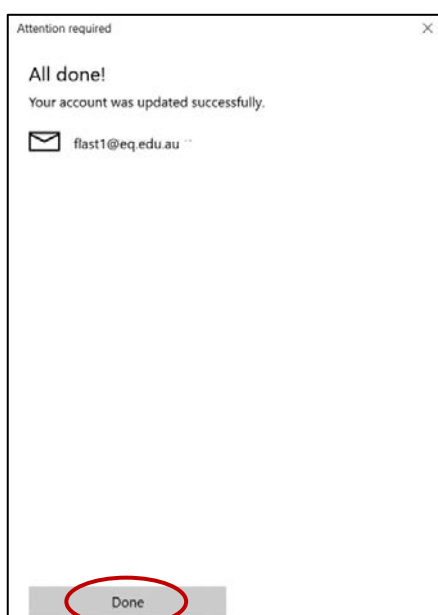 Attention required
All done!
Your account was updated successfully.
flast1@eq.edu.au
Done